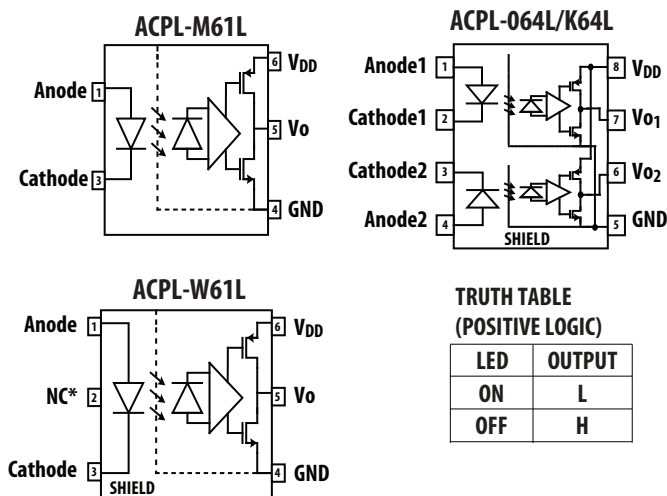 ACPL-M61L
Anode 1
Cathode 3
6 VDD
5 Vo
4 GND
ACPL-064L/K64L
Anode1 1
Cathode1 2
Cathode2 3
Anode2 4
8 VDD
7 Vo1
6 Vo2
5 GND
SHIELD
ACPL-W61L
Anode 1
NC* 2
Cathode 3
6 VDD
5 Vo
4 GND
SHIELD
TRUTH TABLE
(POSITIVE LOGIC)
LED OUTPUT
ON L
OFF H